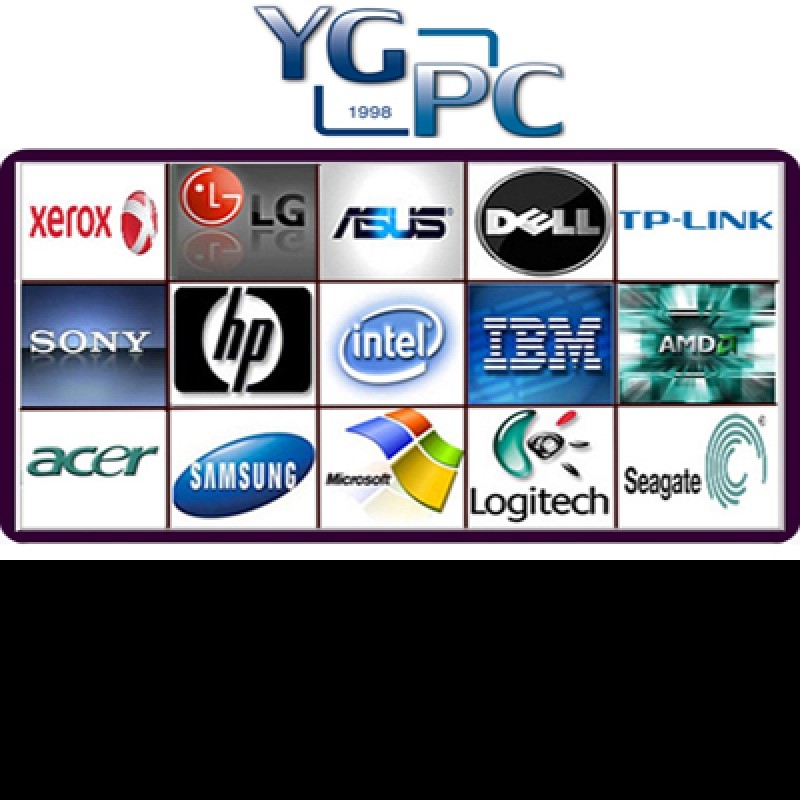 YG
PC
1998
xerox LG ASUS DELL TP-LINK
SONY hp intel IBM AMD
acer SAMSUNG Microsoft Logitech Seagate